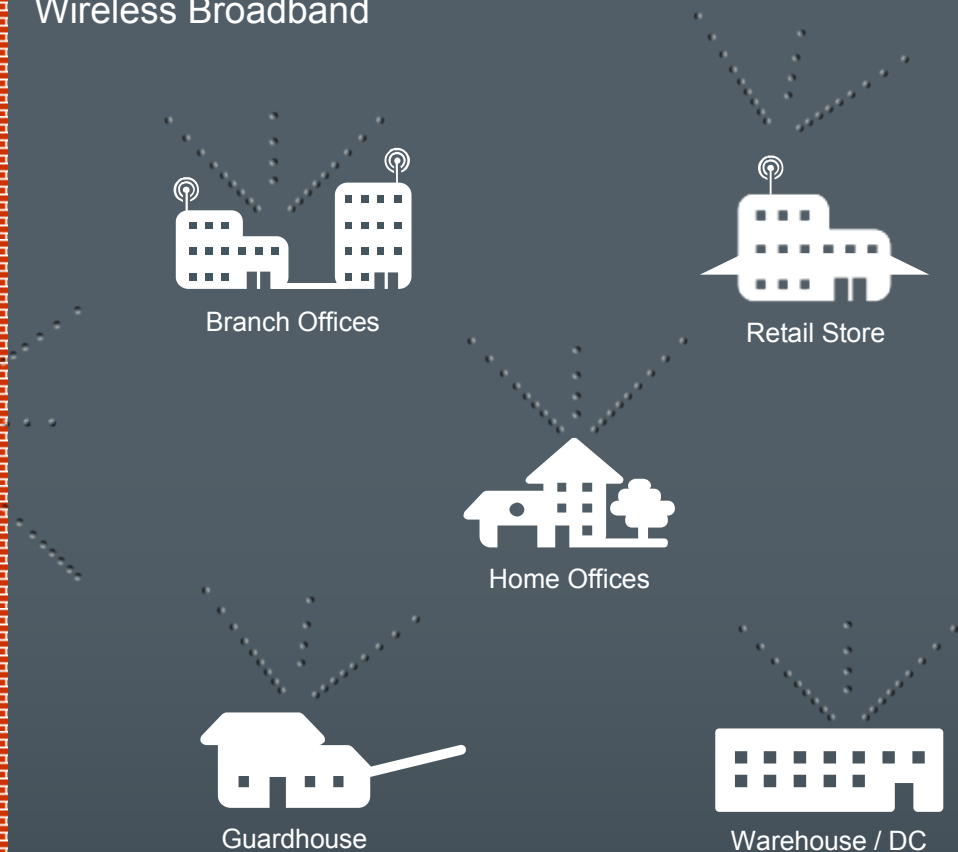 Wireless Broadband
Branch Offices
Retail Store
Home Offices
Guardhouse
Warehouse / DC